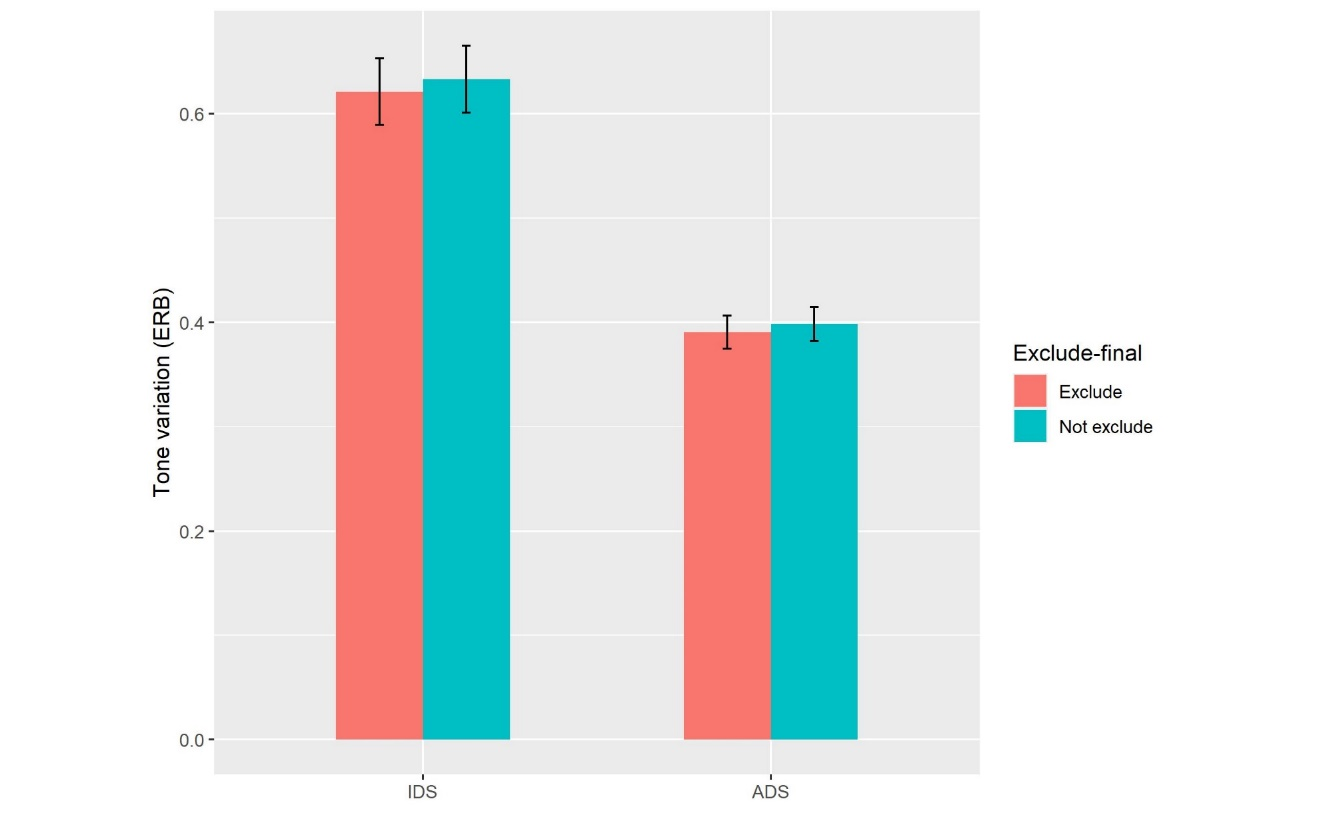 Tone variation (ERB)
0.6
0.4
0.2
0.0
IDS
ADS
Exclude-final
Exclude
Not exclude